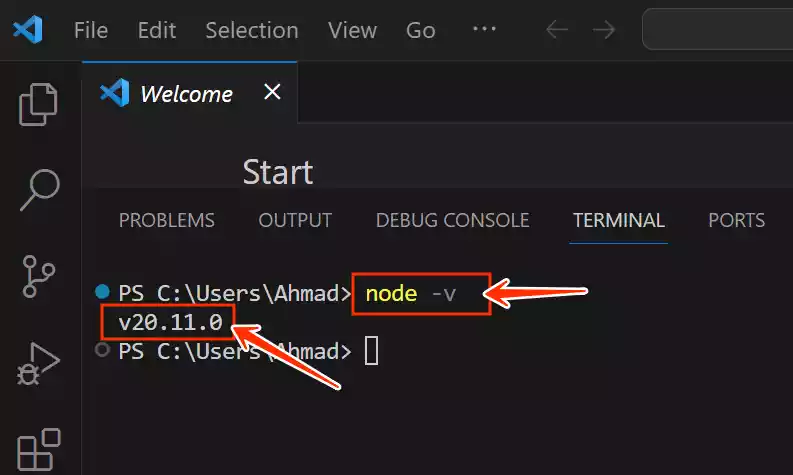 File Edit Selection View Go ...
Welcome
Start
PROBLEMS OUTPUT DEBUG CONSOLE TERMINAL PORTS
PS C:\Users\Ahmad> node -v
v20.11.0
PS C:\Users\Ahmad>